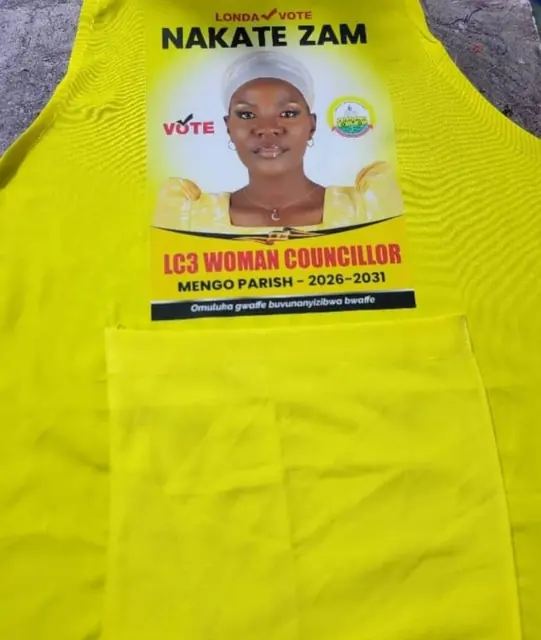 LONDA VOTE
NAKATE ZAM
VOTE
LC3 WOMAN COUNCILLOR
MENGO PARISH - 2026-2031
Omuluka gwaffe buvunanyizibwa bwaffe